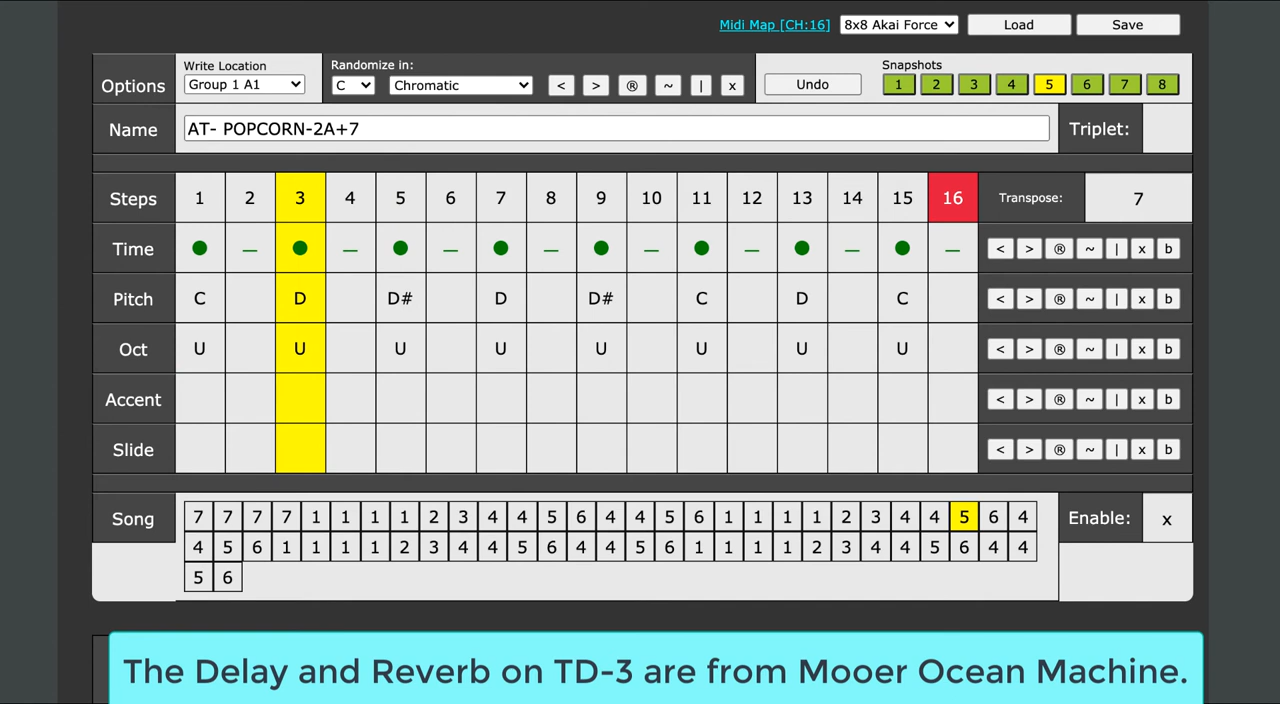 Midi Map [CH:16] 8x8 Akai Force Load Save
Options Write Location Randomize in: Snapshots
Group 1 A1 C Chromatic < > ® ~ | x Undo 1 2 3 4 5 6 7 8
Name AT- POPCORN-2A+7 Triplet:
Steps 1 2 3 4 5 6 7 8 9 10 11 12 13 14 15 16 Transpose: 7
Time ● — ● — ● — ● — ● — ● — ● — ● — < > ® ~ | x b
Pitch C D D# D D# C D C < > ® ~ | x b
Oct U U U U U U U U < > ® ~ | x b
Accent < > ® ~ | x b
Slide < > ® ~ | x b
Song 7 7 7 7 1 1 1 1 2 3 4 4 5 6 4 4 5 6 1 1 1 1 2 3 4 4 5 6 4 Enable: x
4 5 6 1 1 1 1 2 3 4 4 5 6 4 4 5 6 1 1 1 1 2 3 4 4 5 6 4 4
5 6
The Delay and Reverb on TD-3 are from Mooer Ocean Machine.